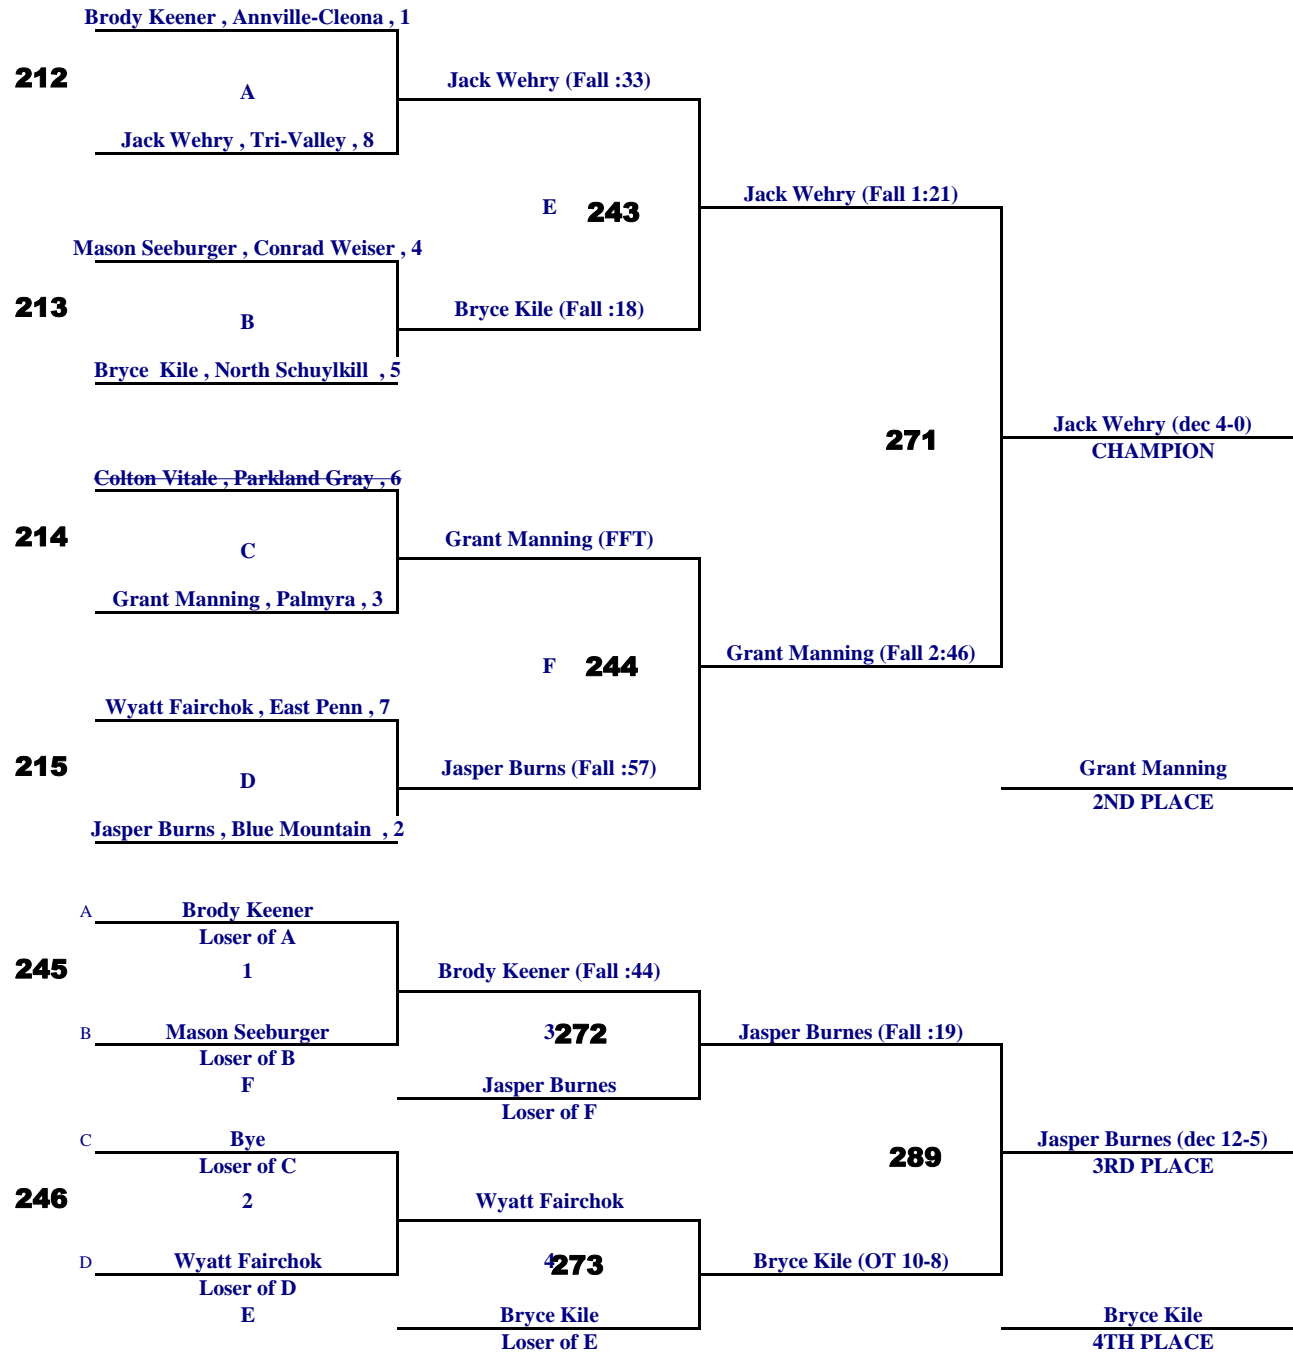 Brody Keener , Annville-Cleona , 1
212
A
Jack Wehry (Fall :33)
Jack Wehry , Tri-Valley , 8
E 243
Jack Wehry (Fall 1:21)
Mason Seeburger , Conrad Weiser , 4
213
B
Bryce Kile (Fall :18)
Bryce  Kile , North Schuylkill  , 5
271
Jack Wehry (dec 4-0)
CHAMPION
Colton Vitale , Parkland Gray , 6
214
C
Grant Manning (FFT)
Grant Manning , Palmyra , 3
F 244
Grant Manning (Fall 2:46)
Wyatt Fairchok , East Penn , 7
215
D
Jasper Burns (Fall :57)
Grant Manning
2ND PLACE
Jasper Burns , Blue Mountain  , 2
A Brody Keener
Loser of A
245
1
Brody Keener (Fall :44)
B Mason Seeburger
Loser of B
3 272
Jasper Burnes (Fall :19)
F
Jasper Burnes
Loser of F
C Bye
Loser of C
289
Jasper Burnes (dec 12-5)
3RD PLACE
246
2
Wyatt Fairchok
D Wyatt Fairchok
Loser of D
4 273
Bryce Kile (OT 10-8)
E
Bryce Kile
Loser of E
Bryce Kile
4TH PLACE